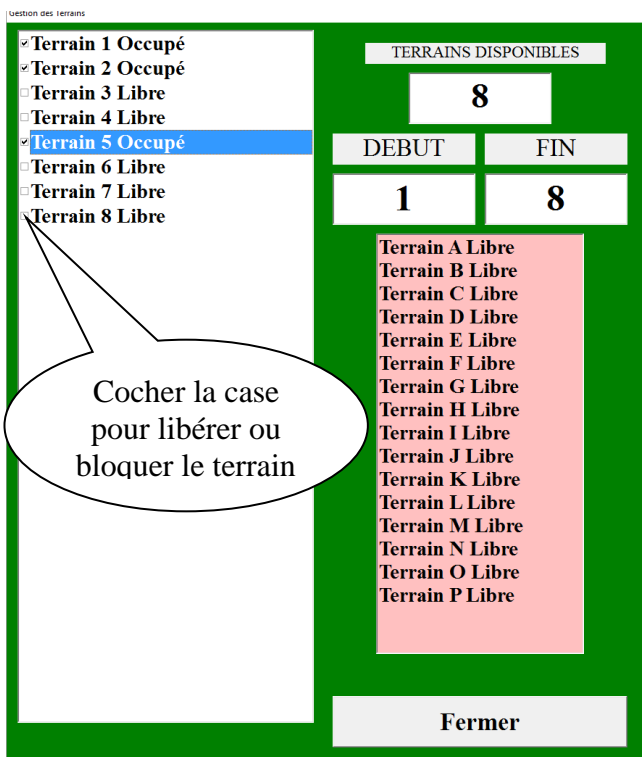 Gestion des Terrains
Terrain 1 Occupé
Terrain 2 Occupé
Terrain 3 Libre
Terrain 4 Libre
Terrain 5 Occupé
Terrain 6 Libre
Terrain 7 Libre
Terrain 8 Libre
Cocher la case
pour libérer ou
bloquer le terrain
TERRAINS DISPONIBLES
8
DEBUT FIN
1 8
Terrain A Libre
Terrain B Libre
Terrain C Libre
Terrain D Libre
Terrain E Libre
Terrain F Libre
Terrain G Libre
Terrain H Libre
Terrain I Libre
Terrain J Libre
Terrain K Libre
Terrain L Libre
Terrain M Libre
Terrain N Libre
Terrain O Libre
Terrain P Libre
Fermer